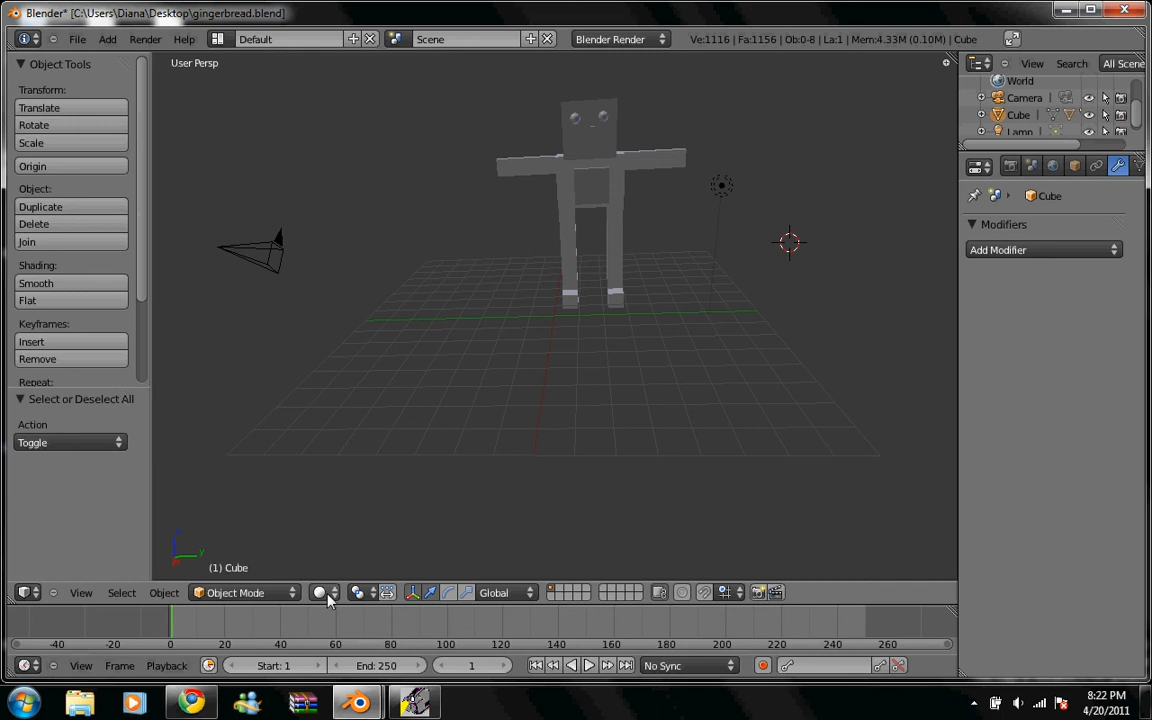 Blender* [C:\Users\Diana\Desktop\gingerbread.blend]
File Add Render Help Default Scene Blender Render Ve:1116 | Fa:1156 | Ob:0-8 | La:1 | Mem:4.33M (0.10M) | Cube
Object Tools
Transform:
Translate
Rotate
Scale
Origin
Object:
Duplicate
Delete
Join
Shading:
Smooth
Flat
Keyframes:
Insert
Remove
Repeat:
Select or Deselect All
Action
Toggle
User Persp
(1) Cube
View Search All Scene
World
Camera
Cube
Lamp
Cube
Modifiers
Add Modifier
View Select Object Object Mode Global
-40 -20 0 20 40 60 80 100 120 140 160 180 200 220 240 260
View Frame Playback Start: 1 End: 250 1 No Sync
8:22 PM
4/20/2011